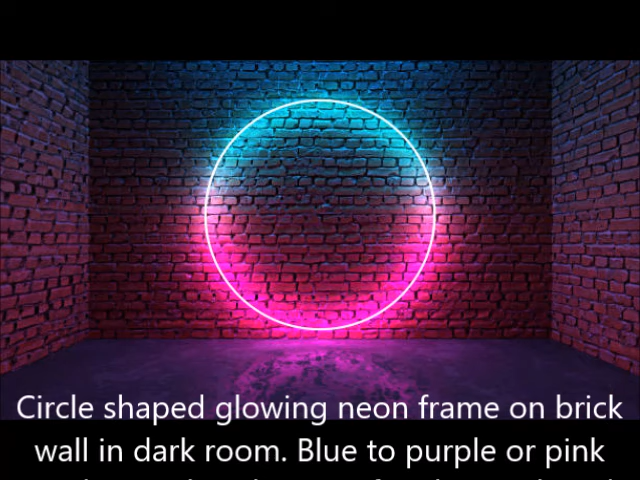 Circle shaped glowing neon frame on brick
wall in dark room. Blue to purple or pink